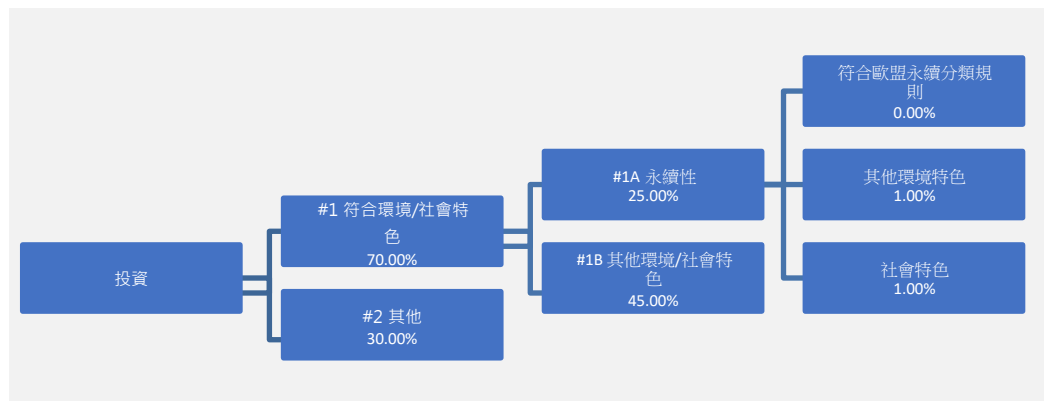 投資
#1 符合環境/社會特
色
70.00%
#2 其他
30.00%
#1A 永續性
25.00%
#1B 其他環境/社會特
色
45.00%
符合歐盟永續分類規
則
0.00%
其他環境特色
1.00%
社會特色
1.00%